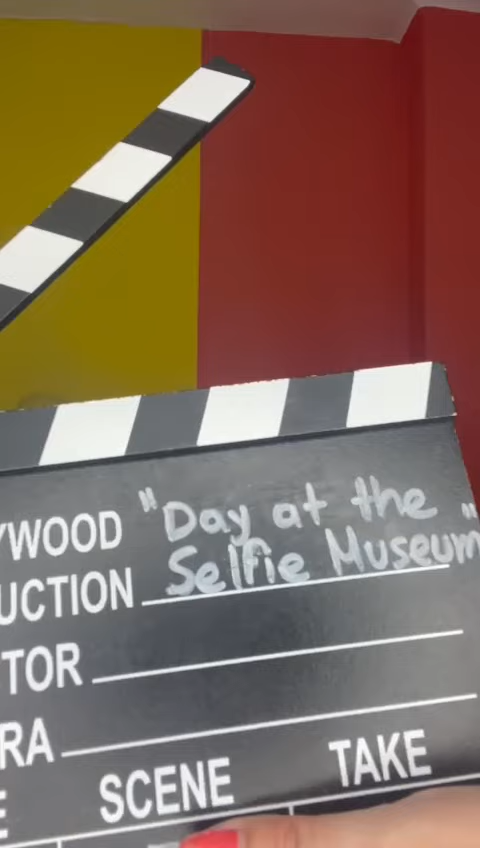 YWOOD "Day at the
UCTION Selfie Museum"
TOR
RA
SCENE TAKE
E